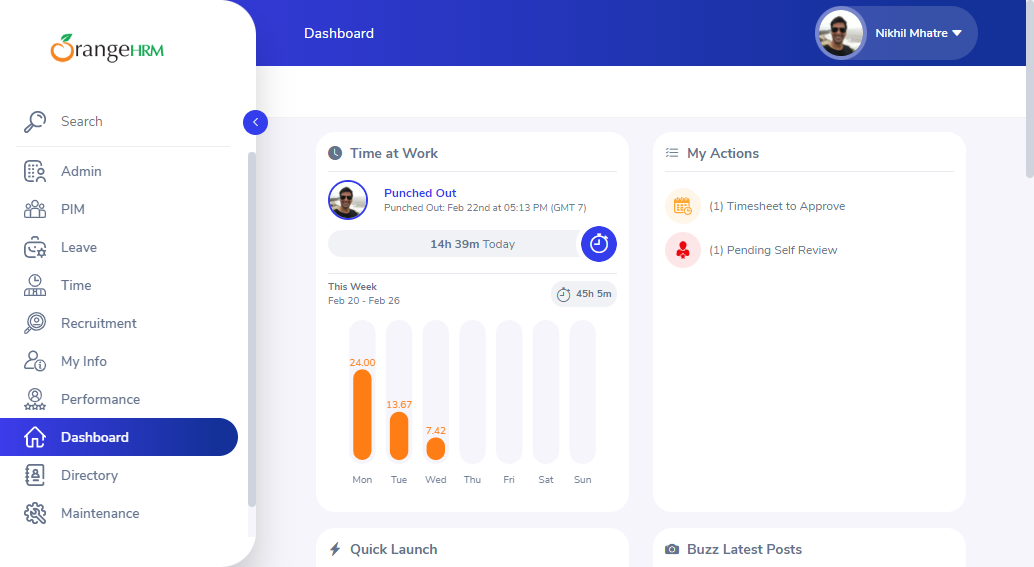 OrangeHRM
Dashboard
Nikhil Mhatre
Search
Admin
PIM
Leave
Time
Recruitment
My Info
Performance
Dashboard
Directory
Maintenance
Time at Work
Punched Out
Punched Out: Feb 22nd at 05:13 PM (GMT 7)
14h 39m Today
This Week
Feb 20 - Feb 26
45h 5m
24.00
13.67
7.42
Mon Tue Wed Thu Fri Sat Sun
My Actions
(1) Timesheet to Approve
(1) Pending Self Review
Quick Launch
Buzz Latest Posts